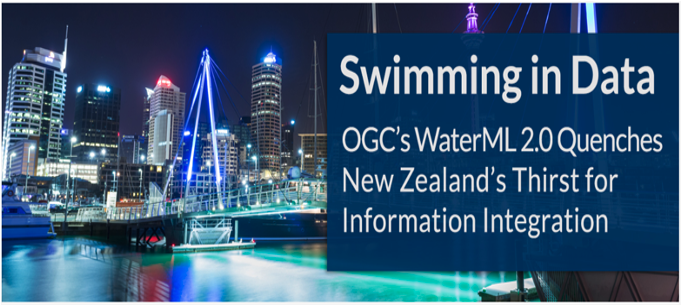 Swimming in Data
OGC's WaterML 2.0 Quenches
New Zealand's Thirst for
Information Integration